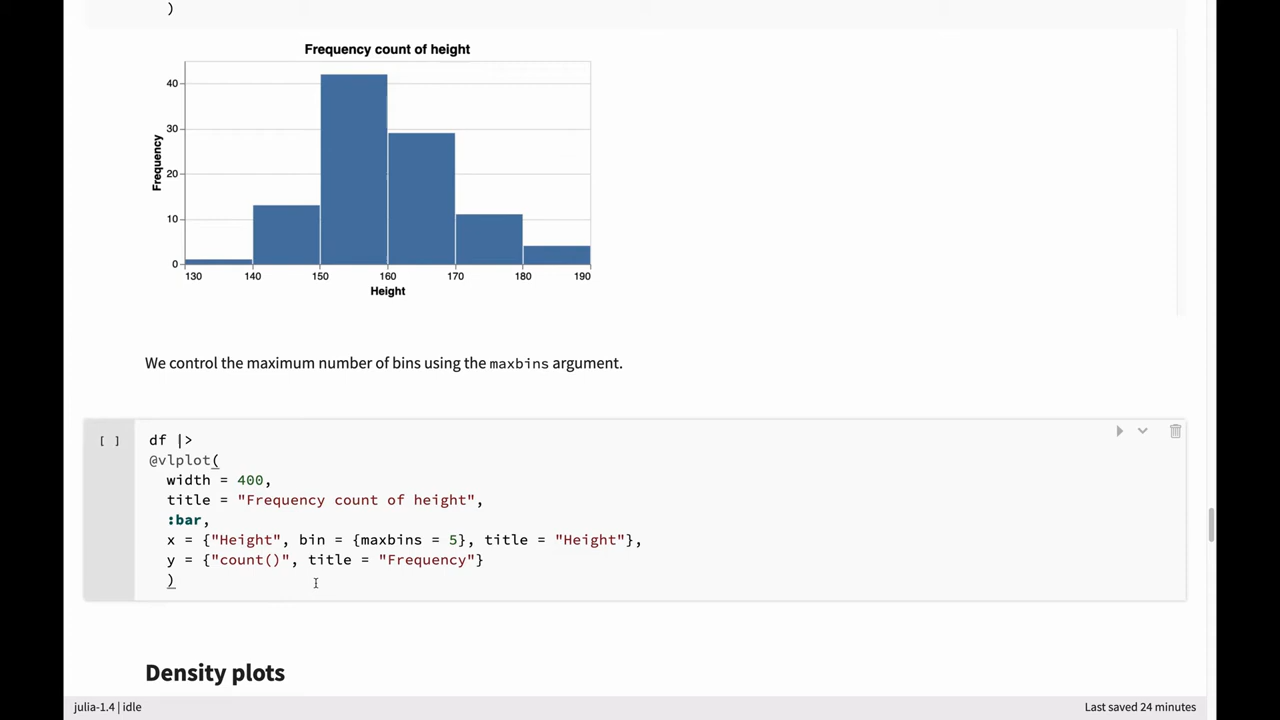 )
Frequency count of height
40
30
20
10
0
Frequency
130 140 150 160 170 180 190
Height
We control the maximum number of bins using the maxbins argument.
[ ]
df |>
@vlplot(
width = 400,
title = "Frequency count of height",
:bar,
x = {"Height", bin = {maxbins = 5}, title = "Height"},
y = {"count()", title = "Frequency"}
)
Density plots
julia-1.4 | idle
Last saved 24 minutes